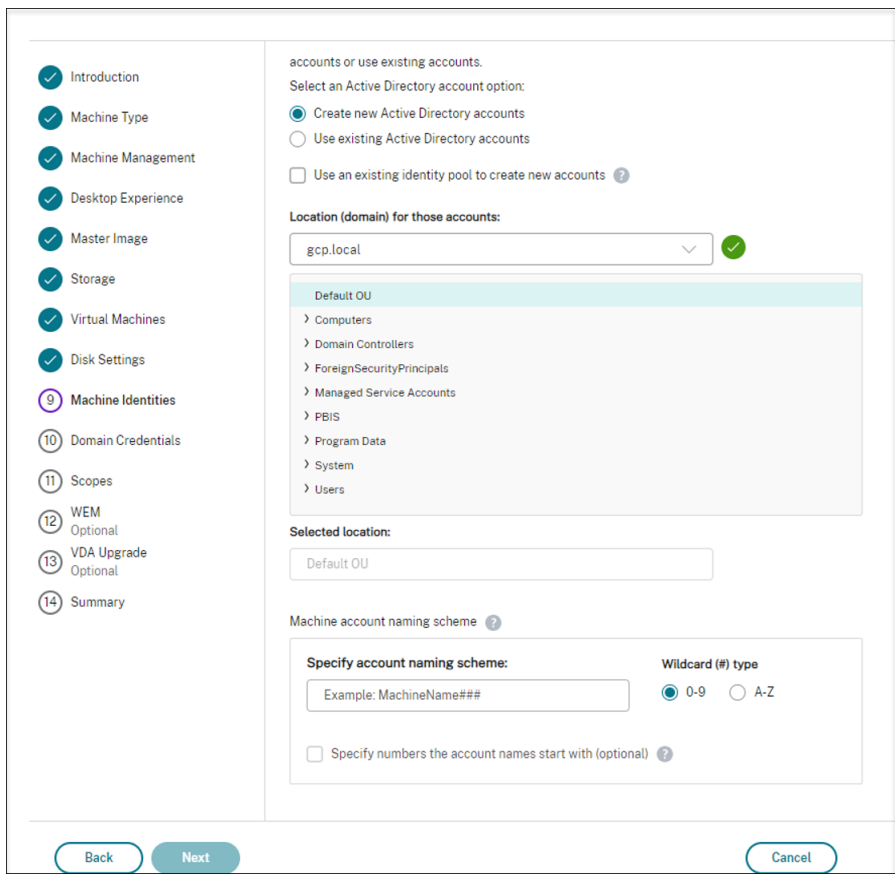 accounts or use existing accounts.
Select an Active Directory account option:
Introduction
Machine Type
Machine Management
Desktop Experience
Master Image
Storage
Virtual Machines
Disk Settings
9 Machine Identities
10 Domain Credentials
11 Scopes
12 WEM
Optional
13 VDA Upgrade
Optional
14 Summary
Create new Active Directory accounts
Use existing Active Directory accounts
Use an existing identity pool to create new accounts ?
Location (domain) for those accounts:
gcp.local
Default OU
Computers
Domain Controllers
ForeignSecurityPrincipals
Managed Service Accounts
PBIS
Program Data
System
Users
Selected location:
Default OU
Machine account naming scheme ?
Specify account naming scheme:
Example: MachineName###
Wildcard (#) type
0-9 A-Z
Specify numbers the account names start with (optional) ?
Back Next Cancel